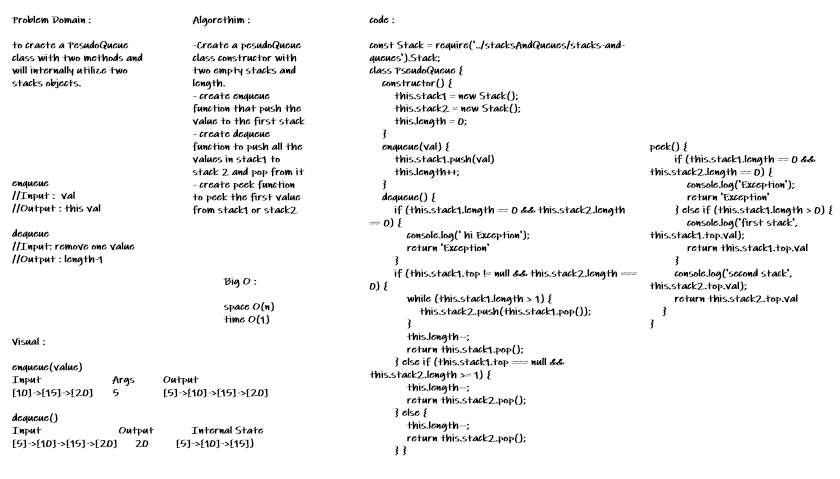 Problem Domain :
to craete a PesudoQueue
class with two methods and
will internally utilize two
stacks objects.
enqueue
//Input : val
//Output : this val
dequeue
//Input: remove one value
//Output : length-1
Algorethim :
-Create a pesudoQueue
class constructor with
two empty stacks and
length.
- create enqueue
function that push the
value to the first stack
- create dequeue
function to push all the
values in stack1 to
stack 2 and pop from it
- create peek function
to peek the first value
from stack1 or stack2
Big O :
space O(n)
time O(1)
Visual :
enqueue(value)
Input Args Output
[10]->[15]->[20] 5 [5]->[10]->[15]->[20]
dequeue()
Input Output Internal State
[5]->[10]->[15]->[20] 20 [5]->[10]->[15])
code :
const Stack = require('../stacksAndQueues/stacks-and-
queues').Stack;
class PseudoQueue {
constructor() {
this.stack1 = new Stack();
this.stack2 = new Stack();
this.length = 0;
}
enqueue(val) {
this.stack1.push(val)
this.length++;
}
dequeue() {
if (this.stack1.length == 0 && this.stack2.length
== 0) {
console.log(' hi Exception');
return 'Exception'
}
if (this.stack1.top != null && this.stack2.length ===
0) {
while (this.stack1.length > 1) {
this.stack2.push(this.stack1.pop());
}
this.length--;
return this.stack1.pop();
} else if (this.stack1.top === null &&
this.stack2.length >= 1) {
this.length--;
return this.stack2.pop();
} else {
this.length--;
return this.stack2.pop();
} }
peek() {
if (this.stack1.length == 0 &&
this.stack2.length == 0) {
console.log('Exception');
return 'Exception'
} else if (this.stack1.length > 0) {
console.log('first stack',
this.stack1.top.val);
return this.stack1.top.val
}
console.log('second stack',
this.stack2.top.val);
return this.stack2.top.val
}
}